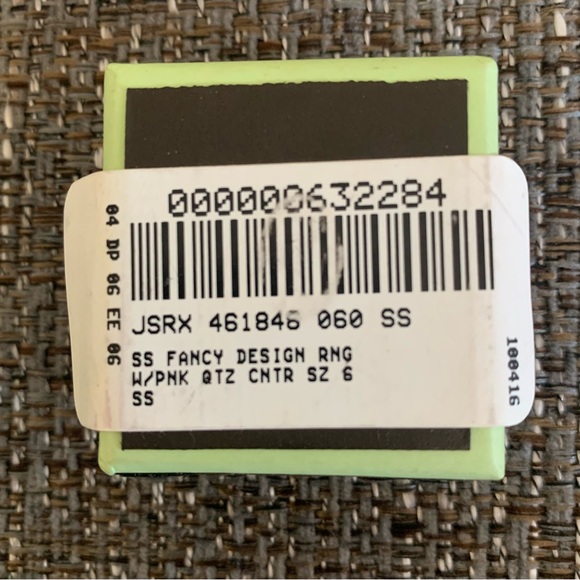 000000632284
JSRX 461846 060 SS
SS FANCY DESIGN RNG
W/PNK QTZ CNTR SZ 6
SS
04 DP 06 EE 06
100416